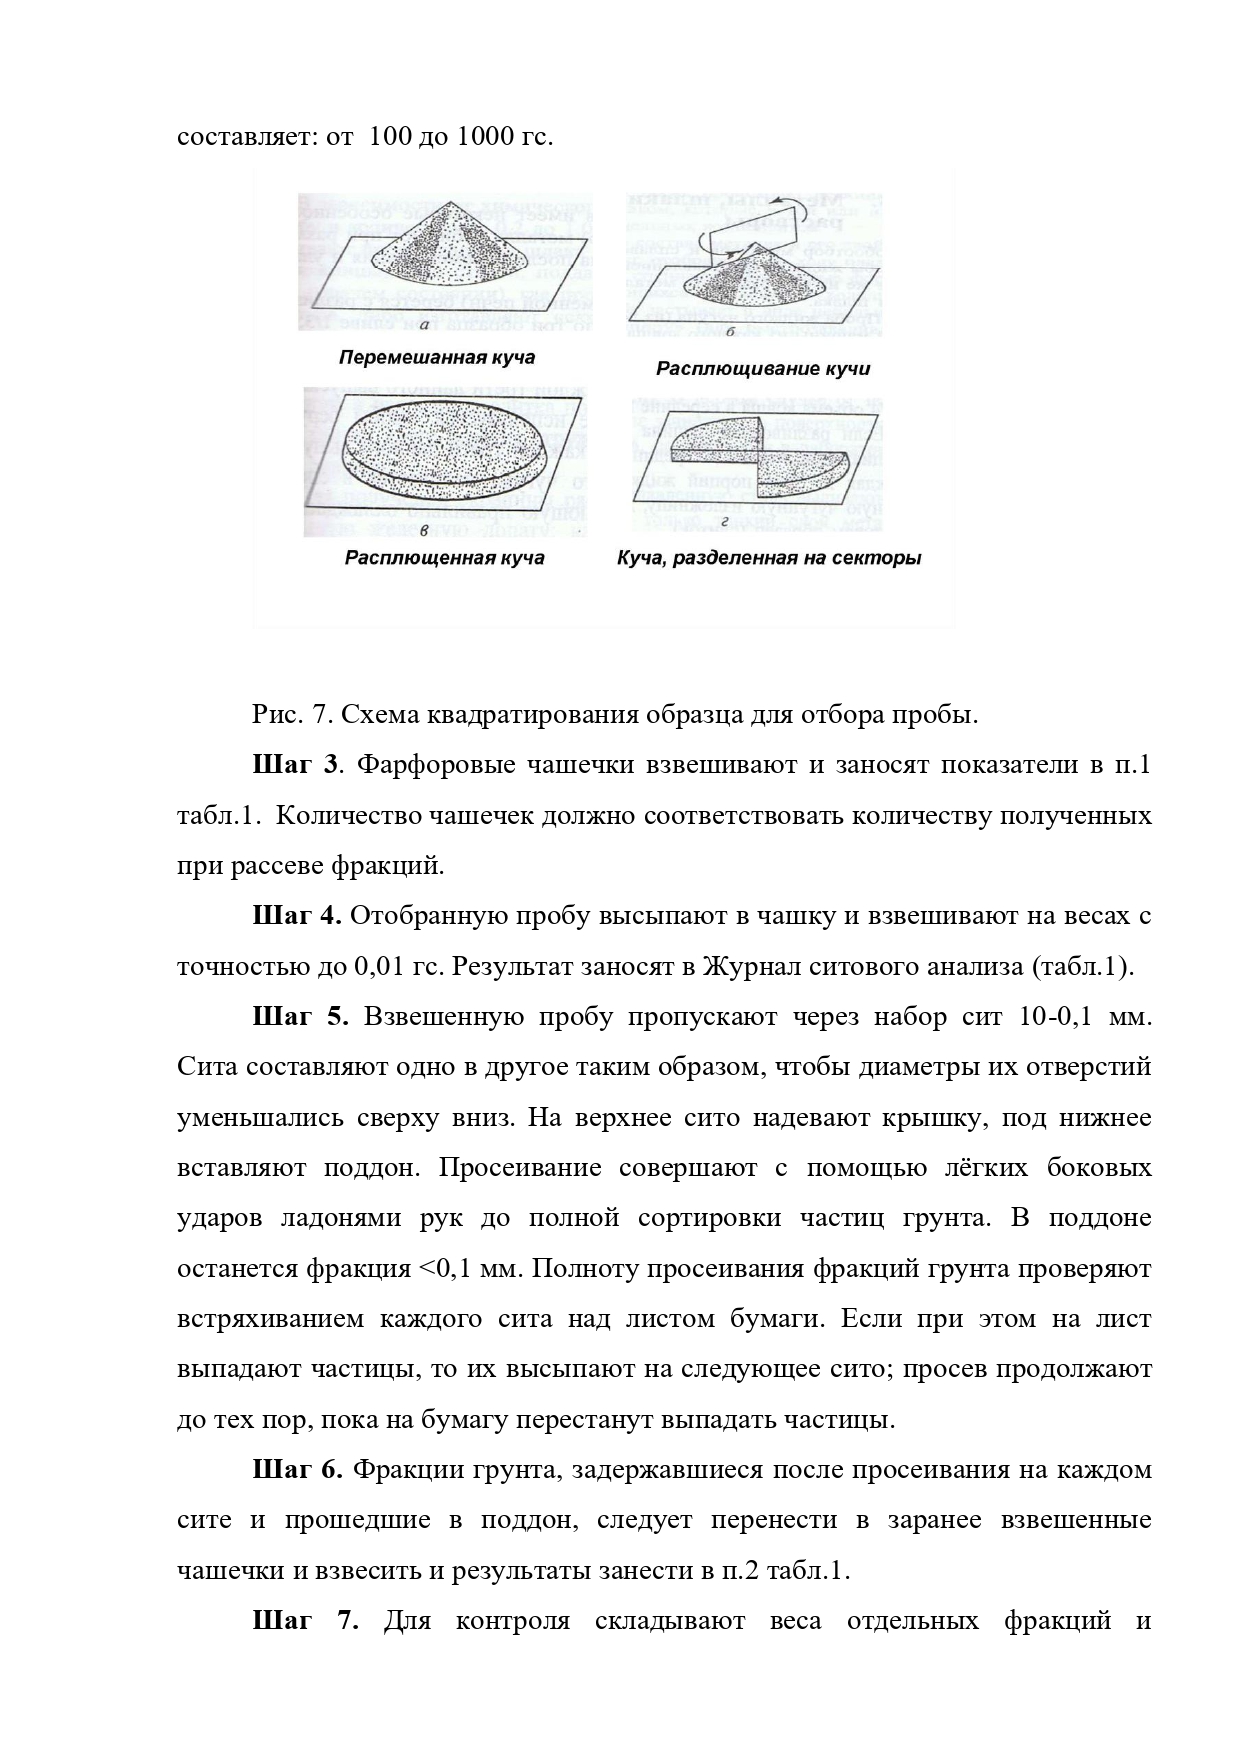 составляет: от  100 до 1000 гс.
а
Перемешанная куча
б
Расплющивание кучи
в
Расплющенная куча
г
Куча, разделенная на секторы
Рис. 7. Схема квадратирования образца для отбора пробы.
Шаг 3. Фарфоровые чашечки взвешивают и заносят показатели в п.1
табл.1.  Количество чашечек должно соответствовать количеству полученных
при рассеве фракций.
Шаг 4. Отобранную пробу высыпают в чашку и взвешивают на весах с
точностью до 0,01 гс. Результат заносят в Журнал ситового анализа (табл.1).
Шаг 5. Взвешенную пробу пропускают через набор сит 10-0,1 мм.
Сита составляют одно в другое таким образом, чтобы диаметры их отверстий
уменьшались сверху вниз. На верхнее сито надевают крышку, под нижнее
вставляют поддон. Просеивание совершают с помощью лёгких боковых
ударов ладонями рук до полной сортировки частиц грунта. В поддоне
останется фракция <0,1 мм. Полноту просеивания фракций грунта проверяют
встряхиванием каждого сита над листом бумаги. Если при этом на лист
выпадают частицы, то их высыпают на следующее сито; просев продолжают
до тех пор, пока на бумагу перестанут выпадать частицы.
Шаг 6. Фракции грунта, задержавшиеся после просеивания на каждом
сите и прошедшие в поддон, следует перенести в заранее взвешенные
чашечки и взвесить и результаты занести в п.2 табл.1.
Шаг 7. Для контроля складывают веса отдельных фракций и